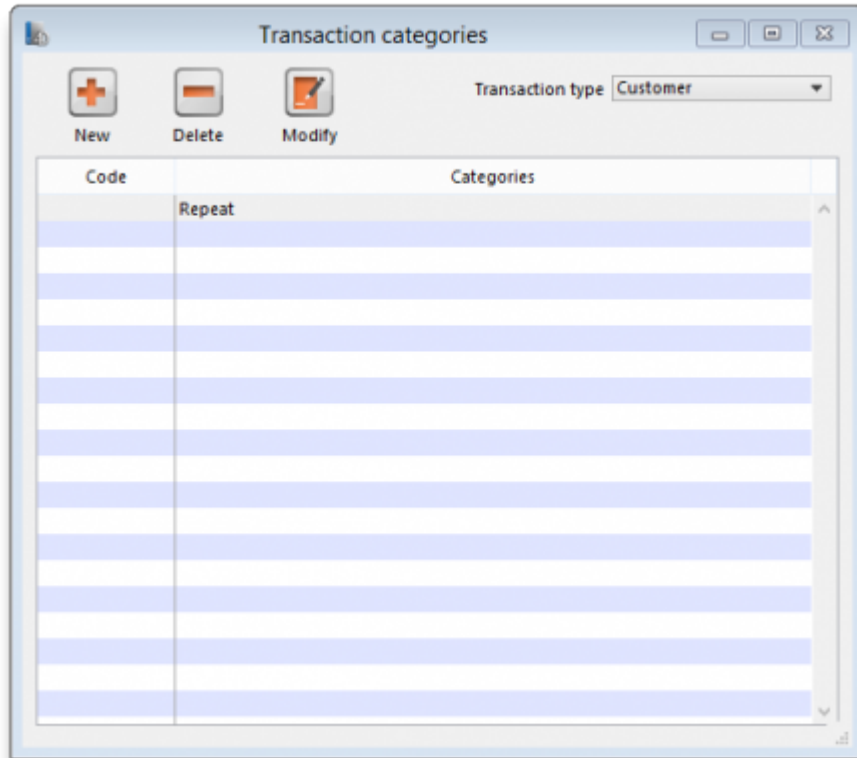 Transaction categories
Transaction type Customer
New Delete Modify
Code Categories
Repeat